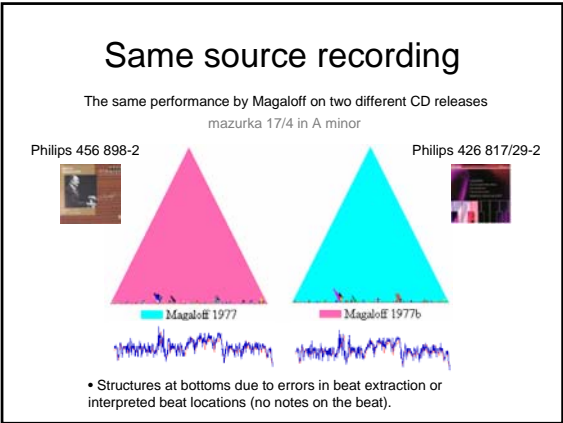 Same source recording
The same performance by Magaloff on two different CD releases
mazurka 17/4 in A minor
Philips 456 898-2
Philips 426 817/29-2
Magaloff 1977
Magaloff 1977b
• Structures at bottoms due to errors in beat extraction or
interpreted beat locations (no notes on the beat).